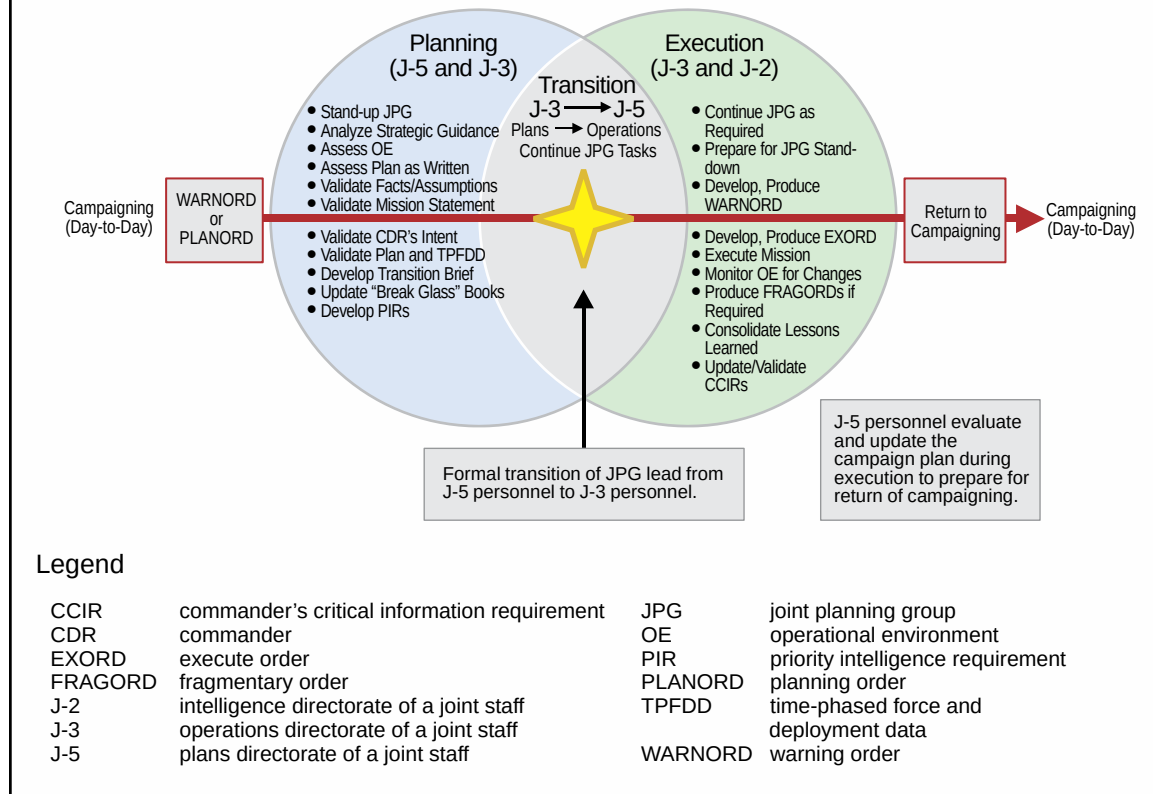 Planning
(J-5 and J-3)
Execution
(J-3 and J-2)
Transition
J-3 → J-5
Plans → Operations
Continue JPG Tasks
• Stand-up JPG
• Analyze Strategic Guidance
• Assess OE
• Assess Plan as Written
• Validate Facts/Assumptions
• Validate Mission Statement
• Validate CDR’s Intent
• Validate Plan and TPFDD
• Develop Transition Brief
• Update “Break Glass” Books
• Develop PIRs
• Continue JPG as
Required
• Prepare for JPG Stand-
down
• Develop, Produce
WARNORD
• Develop, Produce EXORD
• Execute Mission
• Monitor OE for Changes
• Produce FRAGORDs if
Required
• Consolidate Lessons
Learned
• Update/Validate
CCIRs
Campaigning
(Day-to-Day)
WARNORD
or
PLANORD
Return to
Campaigning
Campaigning
(Day-to-Day)
Formal transition of JPG lead from
J-5 personnel to J-3 personnel.
J-5 personnel evaluate
and update the
campaign plan during
execution to prepare for
return of campaigning.
Legend
CCIR commander’s critical information requirement
CDR commander
EXORD execute order
FRAGORD fragmentary order
J-2 intelligence directorate of a joint staff
J-3 operations directorate of a joint staff
J-5 plans directorate of a joint staff
JPG joint planning group
OE operational environment
PIR priority intelligence requirement
PLANORD planning order
TPFDD time-phased force and
deployment data
WARNORD warning order